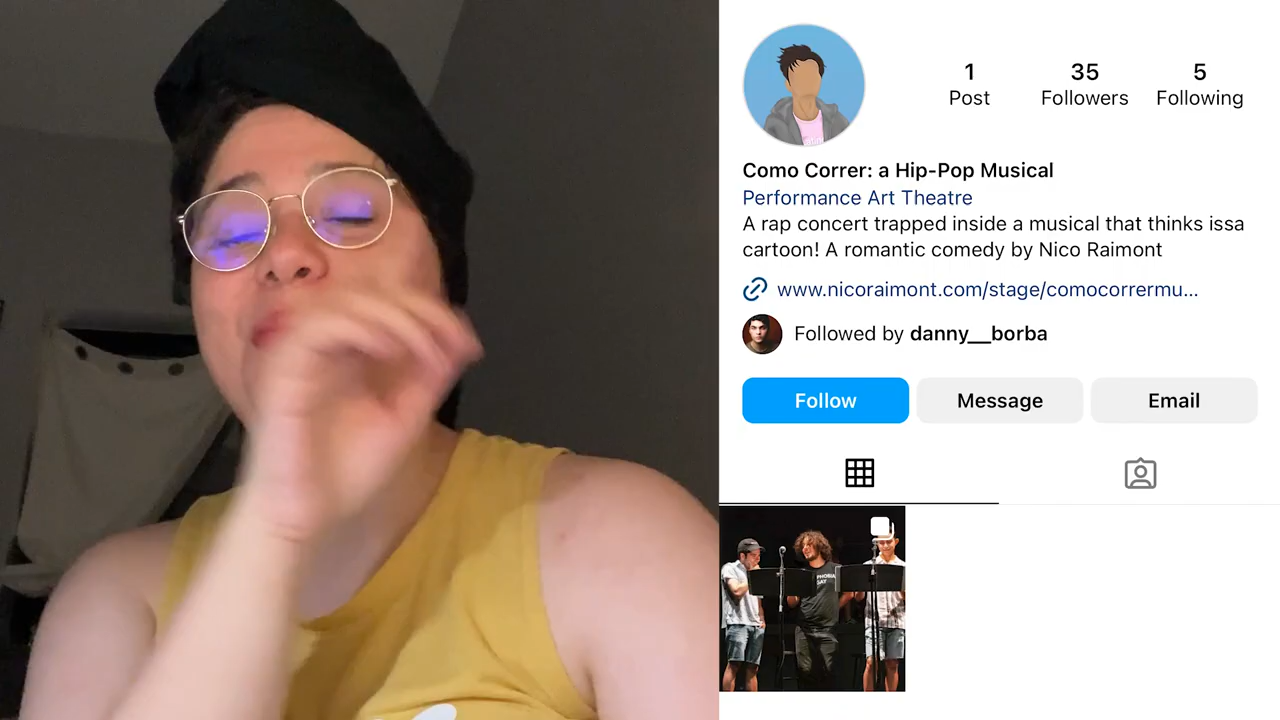 1 35 5
Post Followers Following
Como Correr: a Hip-Pop Musical
Performance Art Theatre
A rap concert trapped inside a musical that thinks issa
cartoon! A romantic comedy by Nico Raimont
www.nicoraimont.com/stage/comocorrermu...
Followed by danny__borba
Follow Message Email